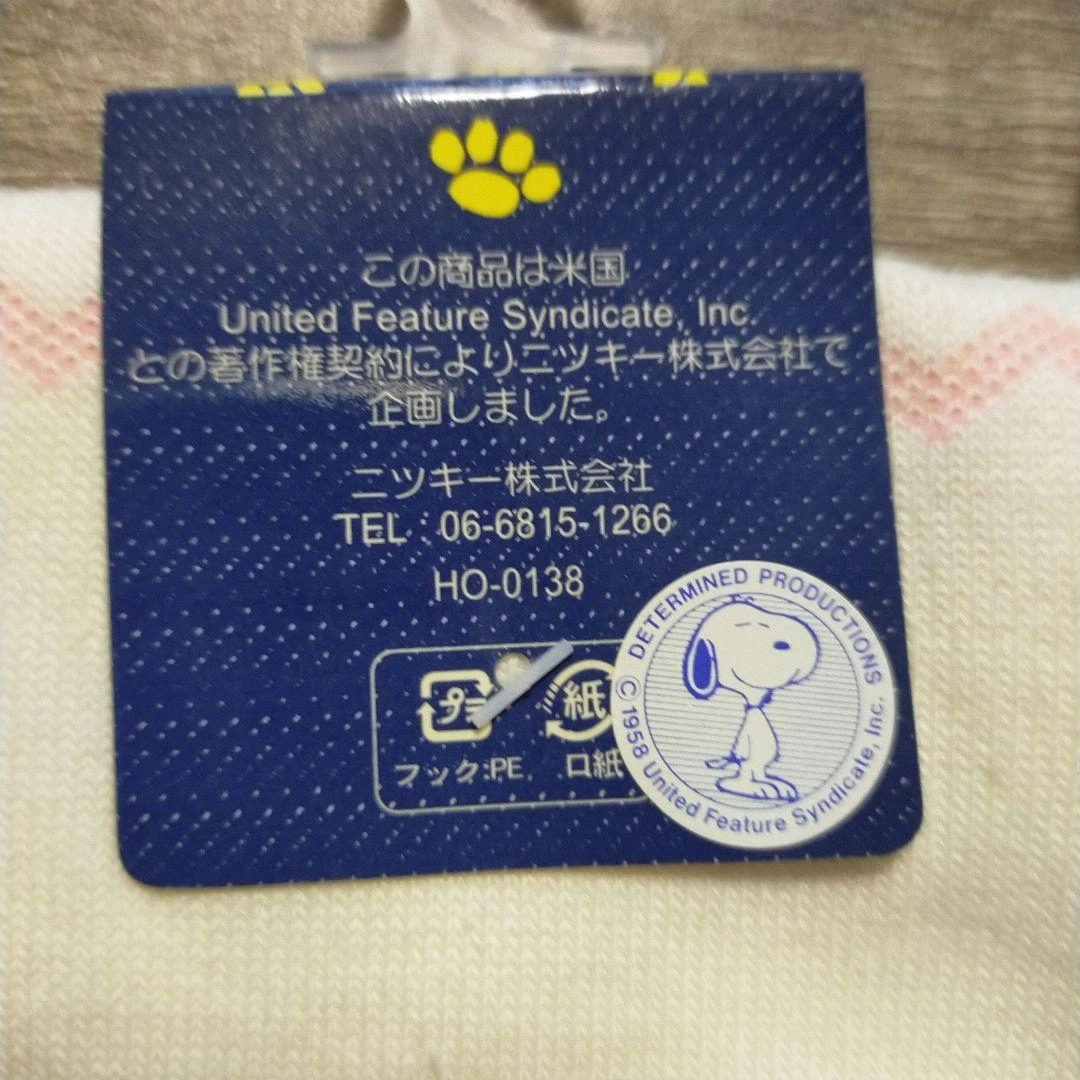 この商品は米国
United Feature Syndicate, Inc.
との著作権契約によりニツキー株式会社で
企画しました。
ニツキー株式会社
TEL : 06-6815-1266
HO-0138
プ
紙
フック:PE
口紙
DETERMINED PRODUCTIONS
© 1958 United Feature Syndicate, Inc.